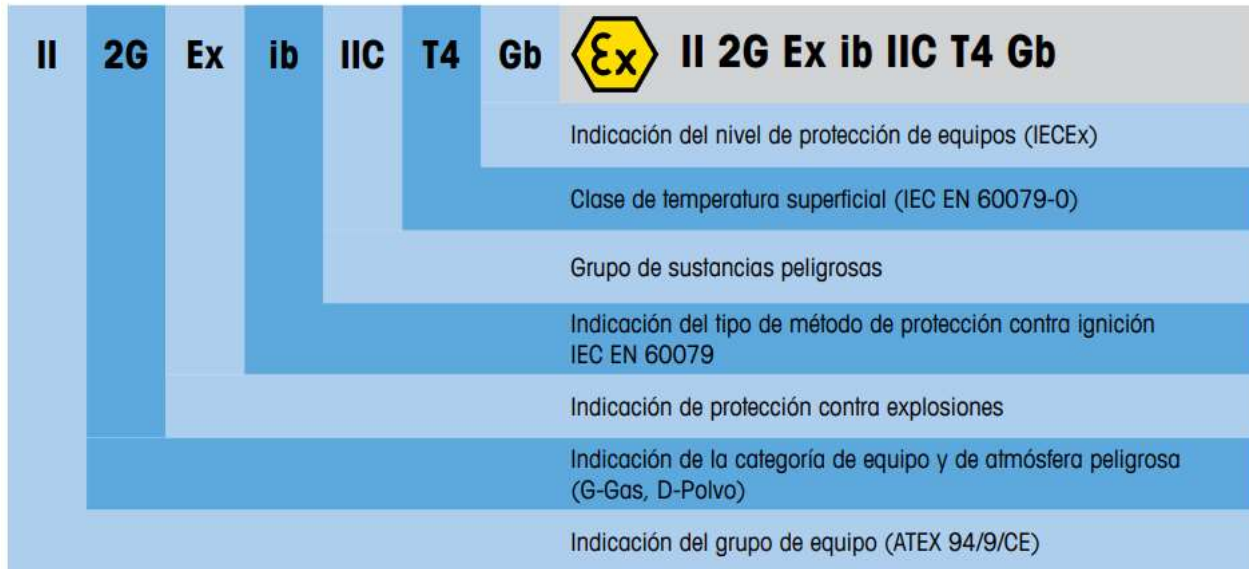 II 2G Ex ib IIC T4 Gb Ex II 2G Ex ib IIC T4 Gb
Indicación del nivel de protección de equipos (IECEx)
Clase de temperatura superficial (IEC EN 60079-0)
Grupo de sustancias peligrosas
Indicación del tipo de método de protección contra ignición
IEC EN 60079
Indicación de protección contra explosiones
Indicación de la categoría de equipo y de atmósfera peligrosa
(G-Gas, D-Polvo)
Indicación del grupo de equipo (ATEX 94/9/CE)